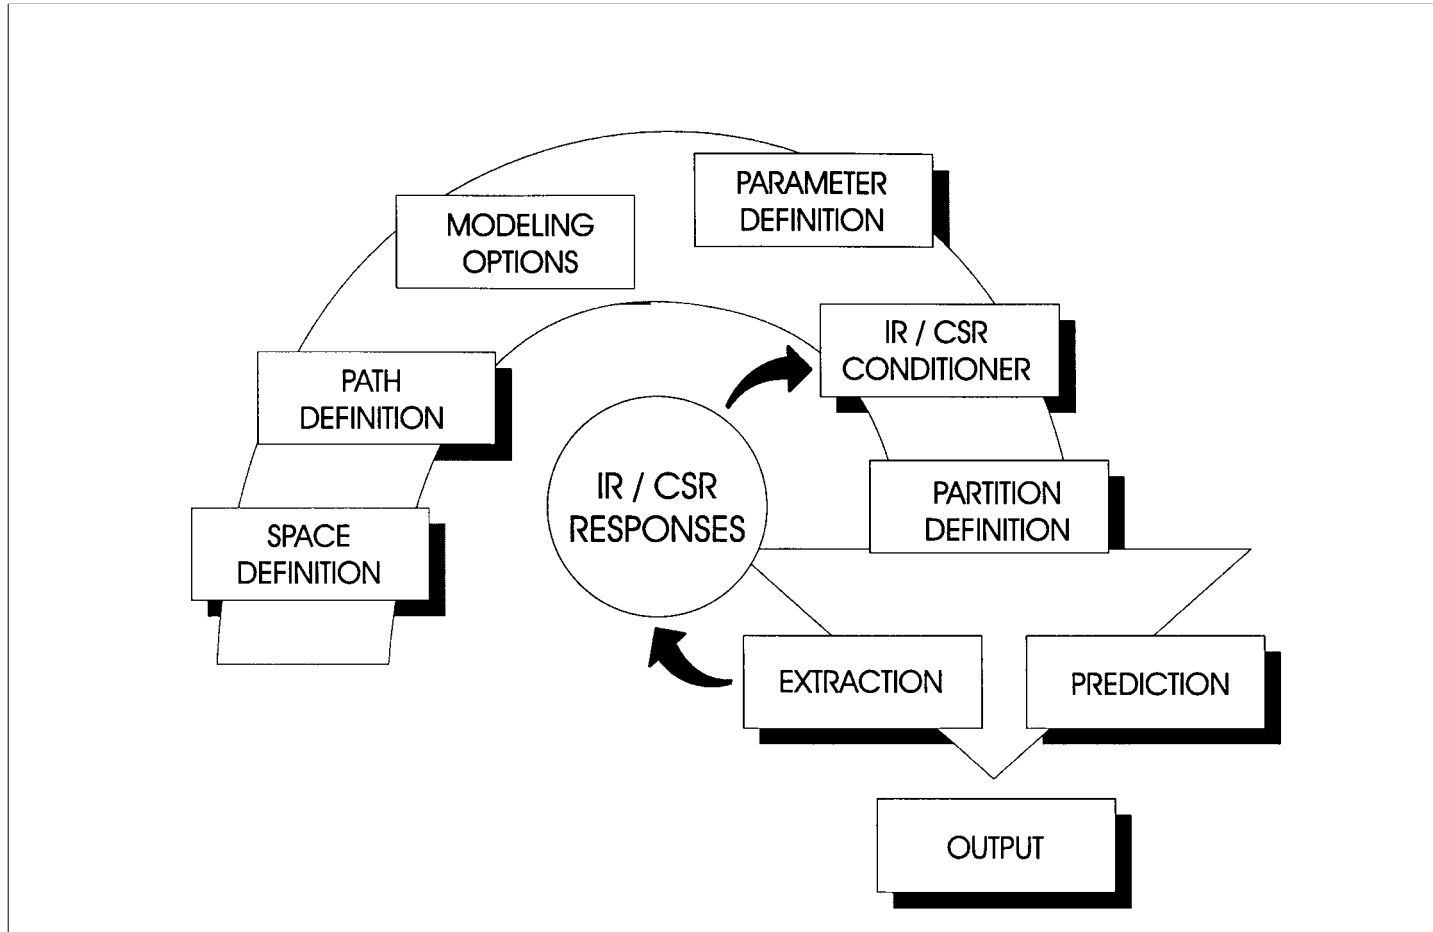 PARAMETER
DEFINITION
MODELING
OPTIONS
IR / CSR
CONDITIONER
PATH
DEFINITION
IR / CSR
RESPONSES
PARTITION
DEFINITION
SPACE
DEFINITION
EXTRACTION
PREDICTION
OUTPUT